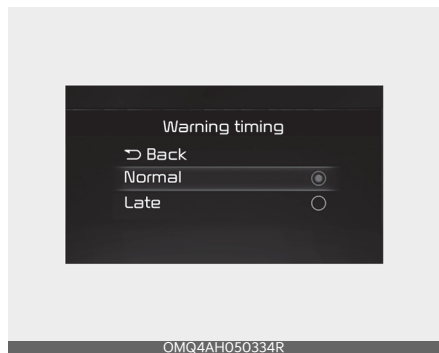 Warning timing
Back
Normal
Late
OMQ4AH050334R